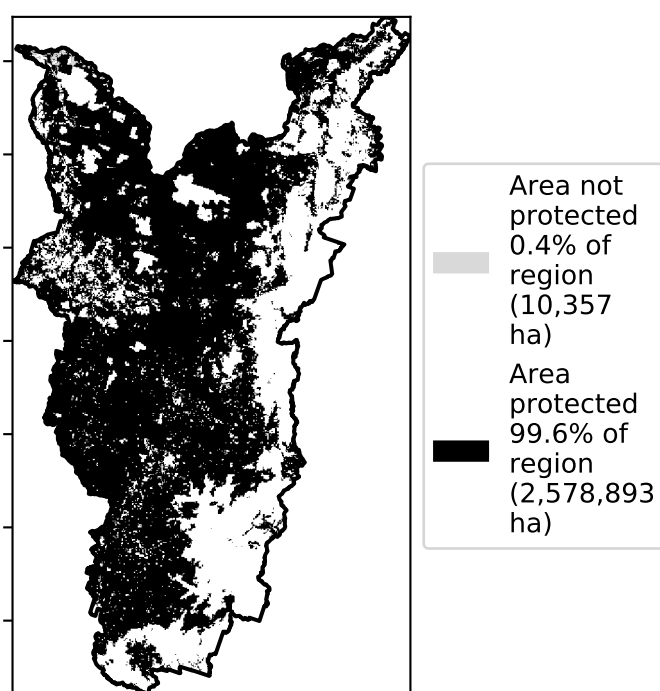 Area not
protected
0.4% of
region
(10,357
ha)
Area
protected
99.6% of
region
(2,578,893
ha)